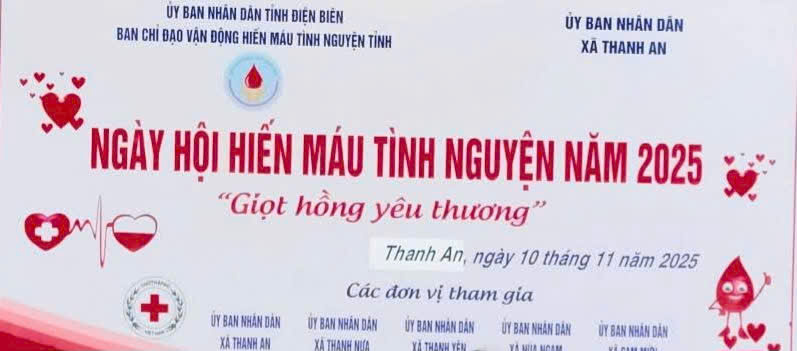 ỦY BAN NHÂN DÂN TỈNH ĐIỆN BIÊN
BAN CHỈ ĐẠO VẬN ĐỘNG HIẾN MÁU TÌNH NGUYỆN TỈNH
ỦY BAN NHÂN DÂN
XÃ THANH AN
NGÀY HỘI HIẾN MÁU TÌNH NGUYỆN NĂM 2025
“Giọt hồng yêu thương”
Thanh An, ngày 10 tháng 11 năm 2025
Các đơn vị tham gia
ỦY BAN NHÂN DÂN ỦY BAN NHÂN DÂN ỦY BAN NHÂN DÂN ỦY BAN NHÂN DÂN ỦY BAN NHÂN DÂN
XÃ THANH AN XÃ THANH NƯA XÃ THANH YÊN XÃ NÚA NGAM XÃ SAM MỨN